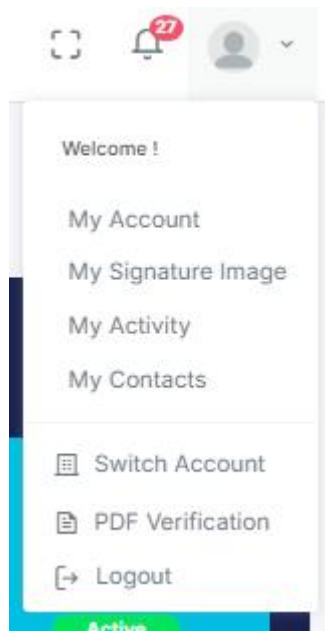 27
Welcome !
My Account
My Signature Image
My Activity
My Contacts
Switch Account
PDF Verification
Logout
Active